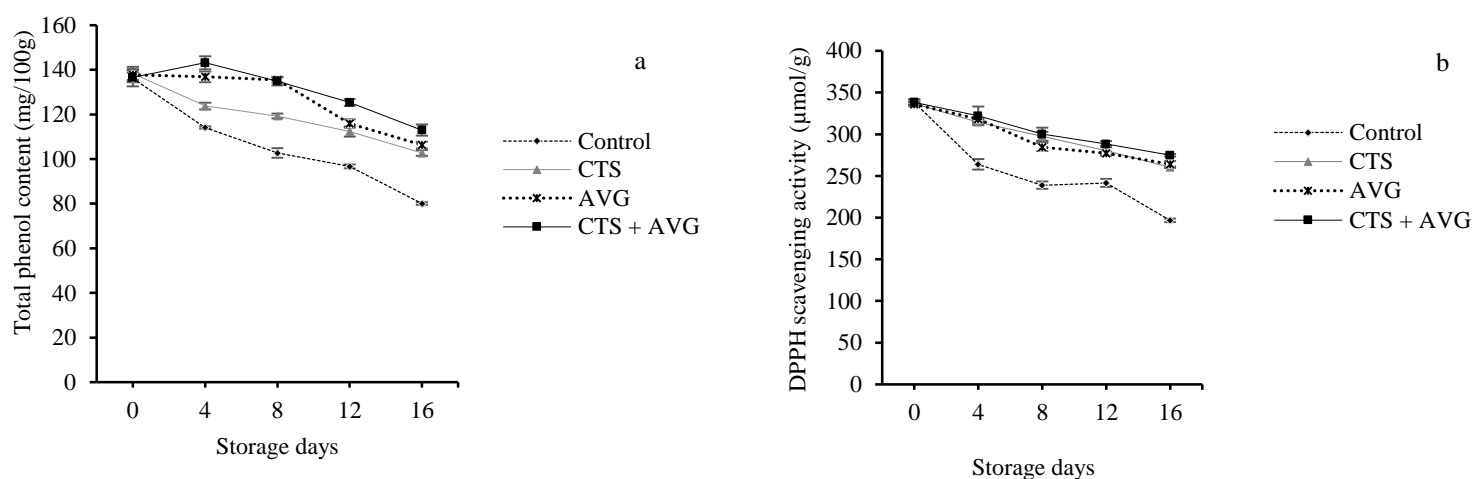 Total phenol content (mg/100g)
160
140
120
100
80
60
40
20
0
0 4 8 12 16
Storage days
a
Control
CTS
AVG
CTS + AVG
DPPH scavenging activity (µmol/g)
400
350
300
250
200
150
100
50
0
0 4 8 12 16
Storage days
b
Control
CTS
AVG
CTS + AVG